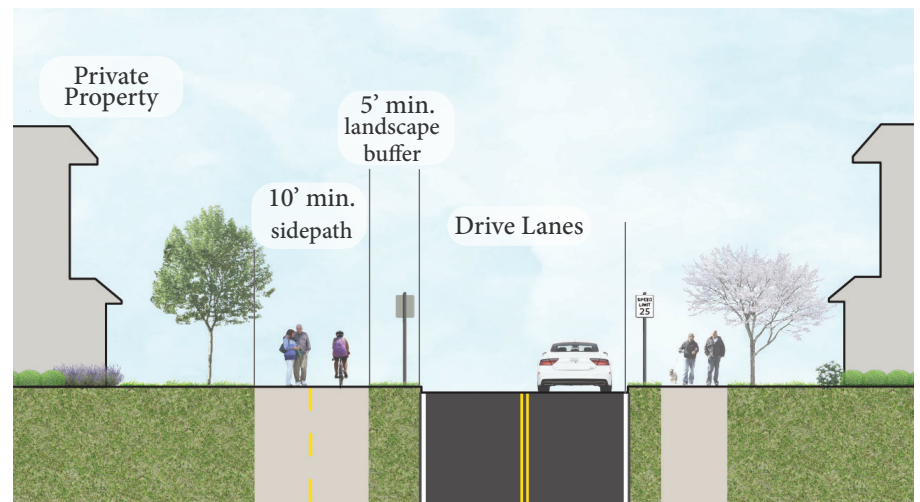 Private
Property
5’ min.
landscape
buffer
10’ min.
sidepath
Drive Lanes
SPEED
LIMIT
25